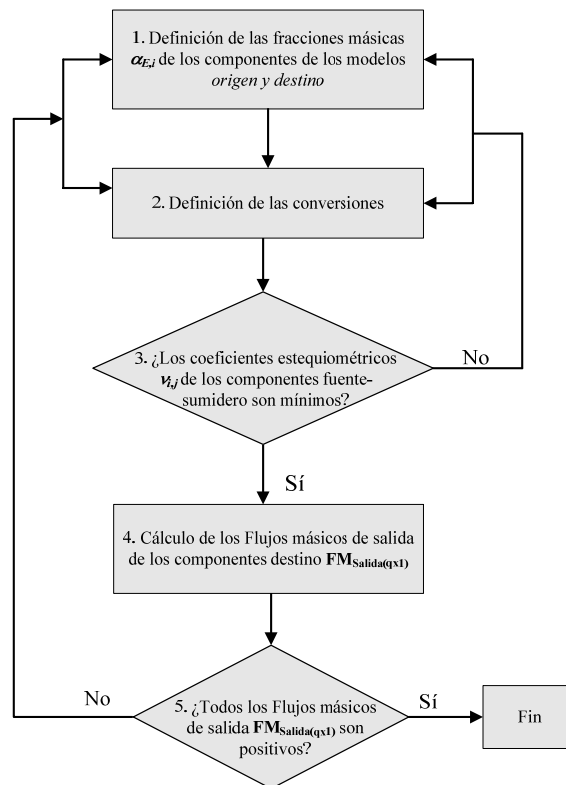 1. Definición de las fracciones másicas
αE,i de los componentes de los modelos
origen y destino
2. Definición de las conversiones
3. ¿Los coeficientes estequiométricos
νi,j de los componentes fuente-
sumidero son mínimos?
No
Sí
4. Cálculo de los Flujos másicos de salida
de los componentes destino FMSalida(qx1)
No
5. ¿Todos los Flujos másicos
de salida FMSalida(qx1) son
positivos?
Sí
Fin